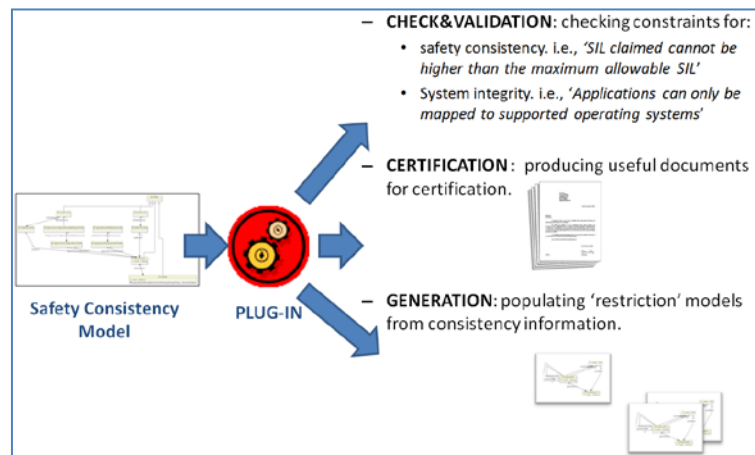 – CHECK&VALIDATION: checking constraints for:
• safety consistency. i.e., ‘SIL claimed cannot be
higher than the maximum allowable SIL’
• System integrity. i.e., ‘Applications can only be
mapped to supported operating systems’
– CERTIFICATION : producing useful documents
for certification.
Safety Consistency
Model
PLUG-IN
– GENERATION: populating ‘restriction’ models
from consistency information.